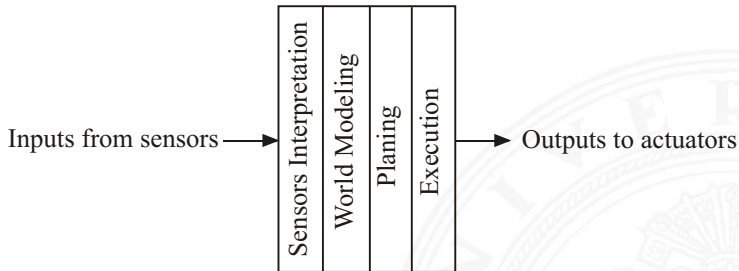 Inputs from sensors
Sensors Interpretation
World Modeling
Planing
Execution
Outputs to actuators